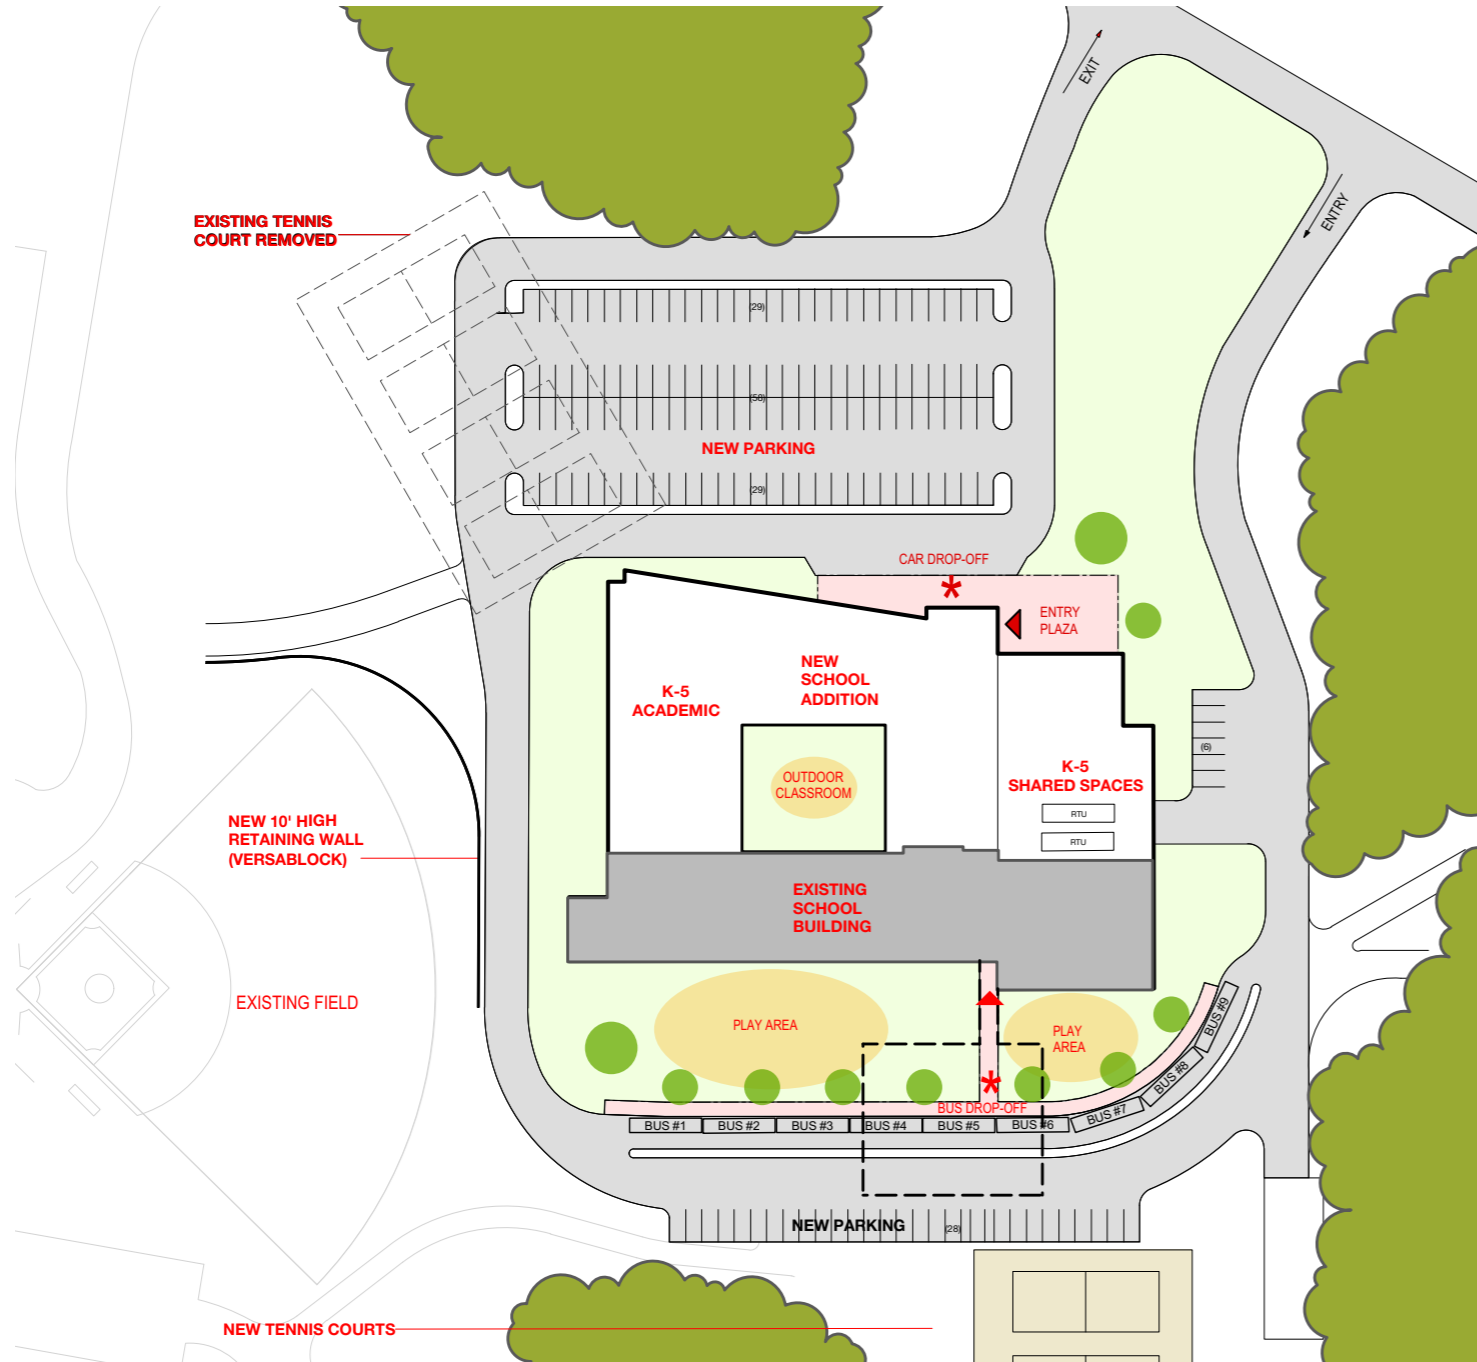 EXIT
ENTRY
EXISTING TENNIS
COURT REMOVED
(29)
(58)
NEW PARKING
(29)
CAR DROP-OFF
ENTRY
PLAZA
NEW
SCHOOL
ADDITION
K-5
ACADEMIC
(6)
K-5
SHARED SPACES
OUTDOOR
CLASSROOM
RTU
RTU
NEW 10' HIGH
RETAINING WALL
(VERSABLOCK)
EXISTING
SCHOOL
BUILDING
EXISTING FIELD
PLAY AREA
PLAY
AREA
BUS DROP-OFF
BUS #1
BUS #2
BUS #3
BUS #4
BUS #5
BUS #6
BUS #7
BUS #8
BUS #9
NEW PARKING
(28)
NEW TENNIS COURTS